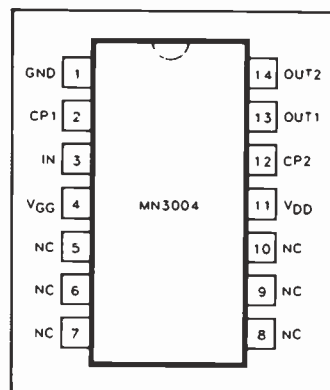 GND 1 14 OUT2
CP1 2 13 OUT1
IN 3 12 CP2
VGG 4 MN3004 11 VDD
NC 5 10 NC
NC 6 9 NC
NC 7 8 NC